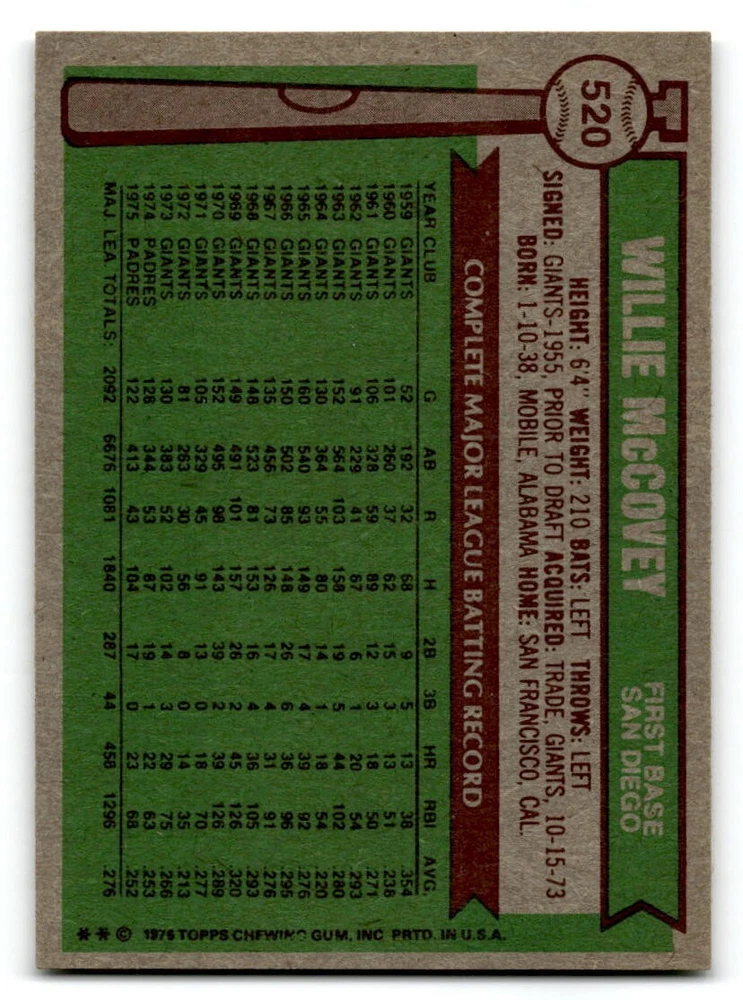 520
WILLIE McCOVEY
FIRST BASE
SAN DIEGO
HEIGHT: 6'4" WEIGHT: 210 BATS: LEFT THROWS: LEFT
SIGNED: GIANTS-1955, PRIOR TO DRAFT ACQUIRED: TRADE, GIANTS, 10-15-73
BORN: 1-10-38, MOBILE, ALABAMA HOME: SAN FRANCISCO, CAL.
COMPLETE MAJOR LEAGUE BATTING RECORD
YEAR CLUB G AB R H 2B 3B HR RBI AVG.
1959 GIANTS 52 192 32 68 9 5 13 38 .354
1960 GIANTS 101 260 37 62 15 3 13 51 .238
1961 GIANTS 106 328 59 89 12 3 18 50 .271
1962 GIANTS 91 229 41 67 6 1 20 54 .293
1963 GIANTS 152 564 103 158 19 5 44 102 .280
1964 GIANTS 130 364 55 80 14 1 18 54 .220
1965 GIANTS 160 540 93 149 17 4 39 92 .276
1966 GIANTS 150 502 85 148 26 6 36 96 .295
1967 GIANTS 135 456 73 126 17 4 31 91 .276
1968 GIANTS 148 523 81 153 16 4 36 105 .293
1969 GIANTS 149 491 101 157 26 2 45 126 .320
1970 GIANTS 152 495 98 143 39 2 39 126 .289
1971 GIANTS 105 329 45 91 13 0 18 70 .277
1972 GIANTS 81 263 30 56 8 0 14 35 .213
1973 GIANTS 130 383 52 102 14 3 29 75 .266
1974 PADRES 128 344 53 87 19 1 22 63 .253
1975 PADRES 122 413 43 104 17 0 23 68 .252
MAJ. LEA TOTALS: 2092 6676 1081 1840 287 44 458 1296 .276
** © 1976 TOPPS CHEWING GUM, INC PRTD. IN U.S.A.